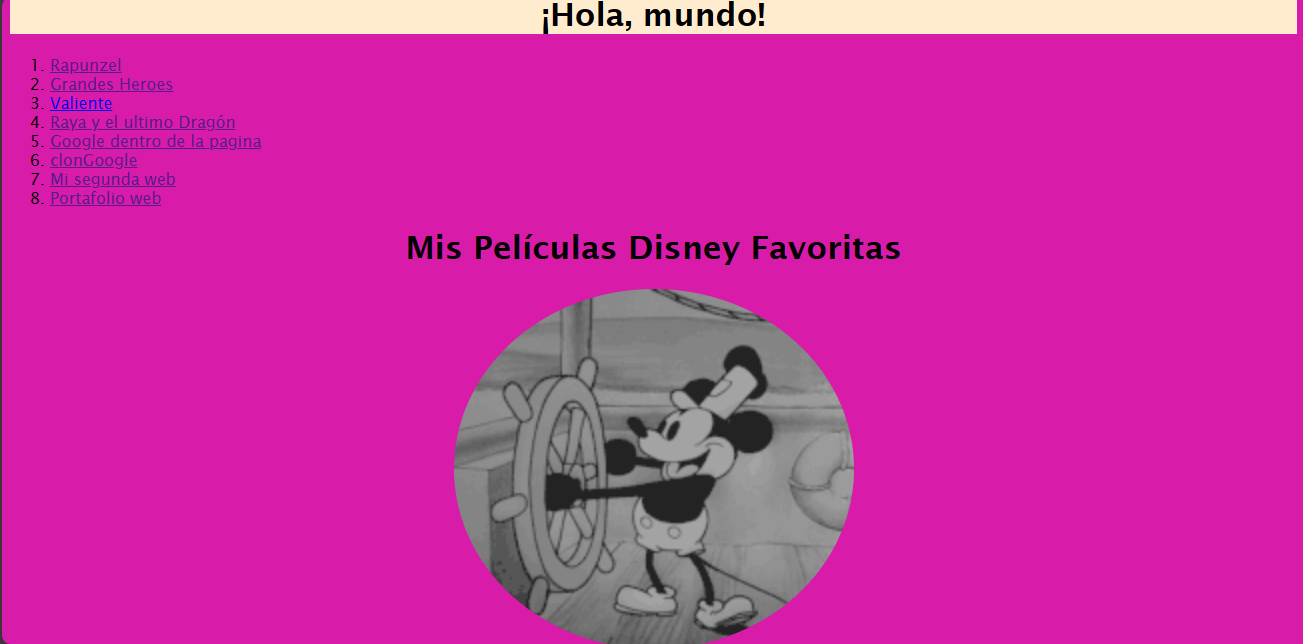 ¡Hola, mundo!
1. Rapunzel
2. Grandes Heroes
3. Valiente
4. Raya y el ultimo Dragón
5. Google dentro de la pagina
6. clonGoogle
7. Mi segunda web
8. Portafolio web
Mis Películas Disney Favoritas